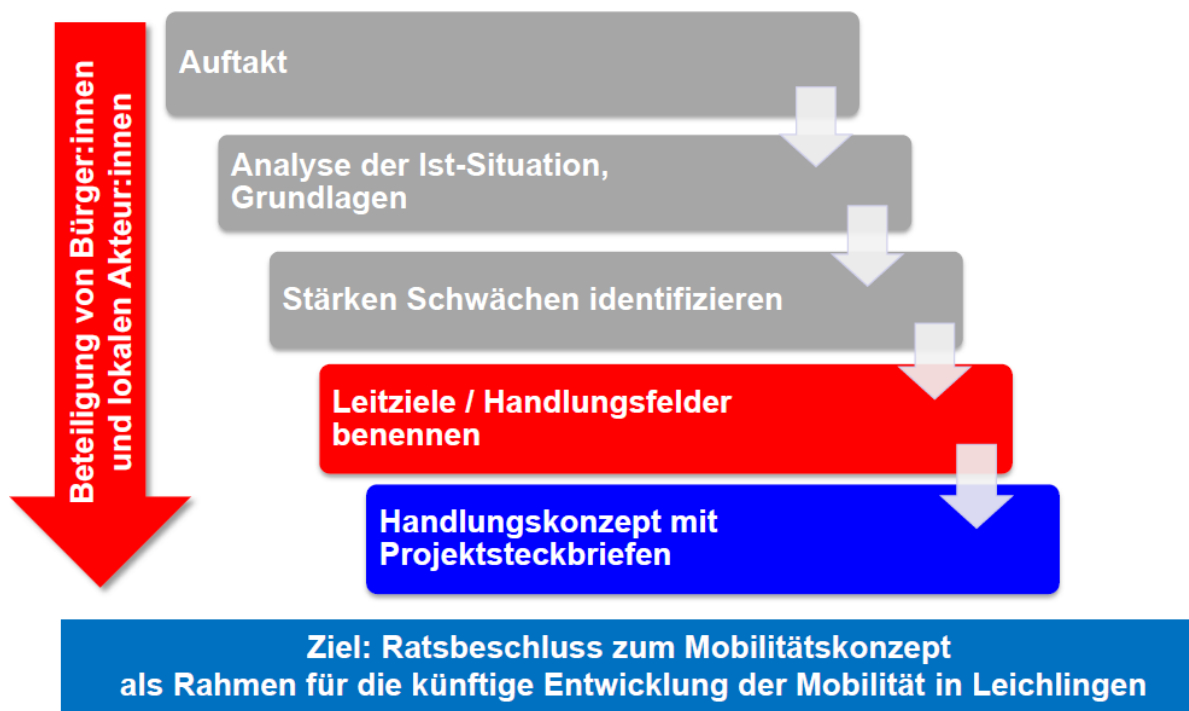 Beteiligung von Bürger:innen
und lokalen Akteur:innen
Auftakt
Analyse der Ist-Situation,
Grundlagen
Stärken Schwächen identifizieren
Leitziele / Handlungsfelder
benennen
Handlungskonzept mit
Projektsteckbriefen
Ziel: Ratsbeschluss zum Mobilitätskonzept
als Rahmen für die künftige Entwicklung der Mobilität in Leichlingen